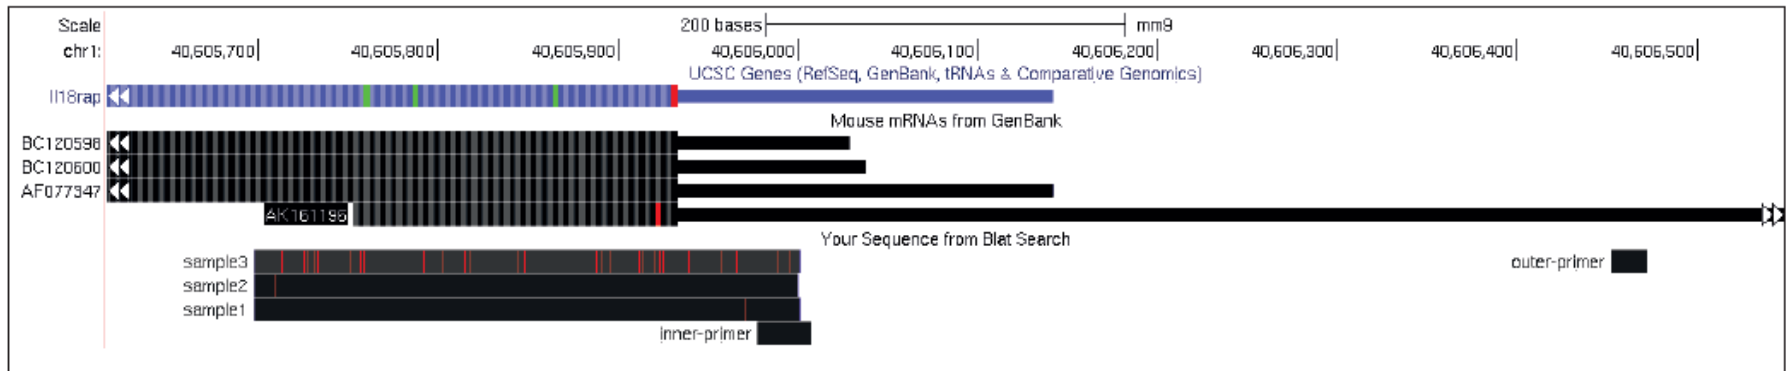 Scale 200 bases mm9
chr1: 40,605,700 40,605,800 40,605,900 40,606,000 40,606,100 40,606,200 40,606,300 40,606,400 40,606,500
UCSC Genes (RefSeq, GenBank, tRNAs & Comparative Genomics)
Il18rap
Mouse mRNAs from GenBank
BC120598
BC120600
AF077347
AK161196
Your Sequence from Blat Search
sample3 outer-primer
sample2
sample1
inner-primer